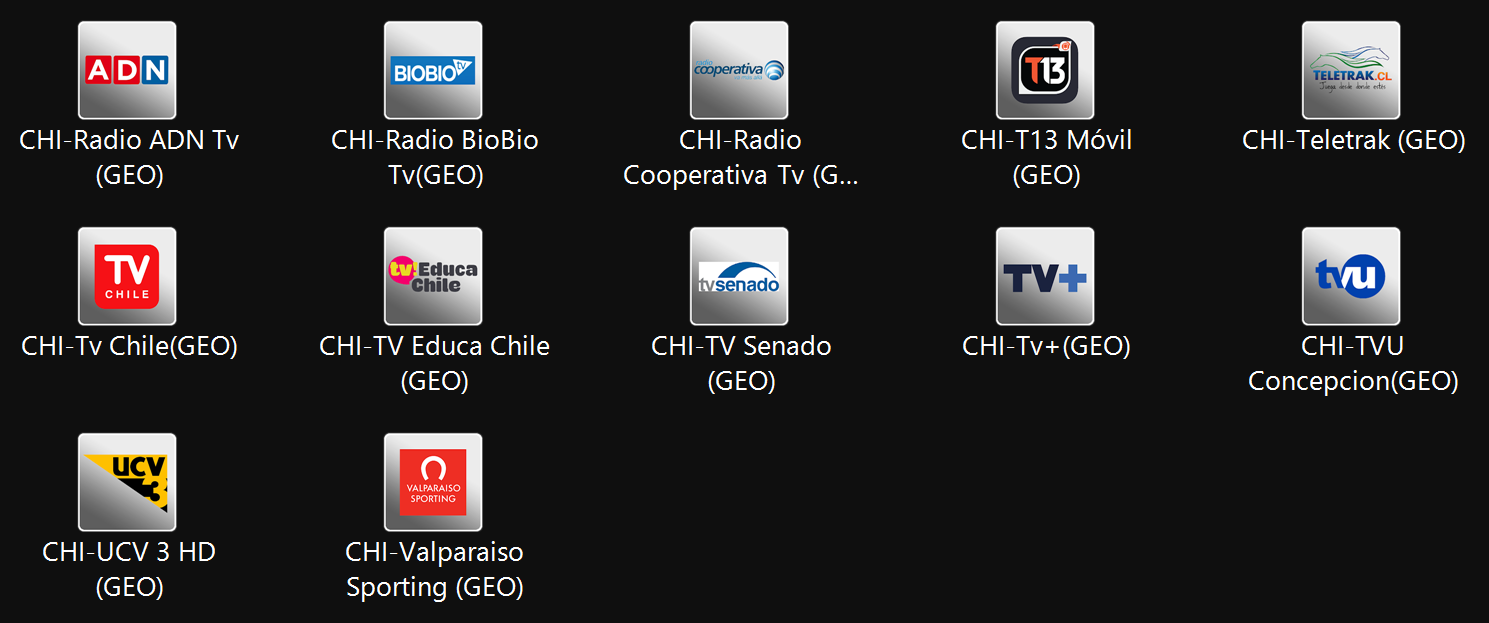 ADN
BIOBIO TV
radio
cooperativa
T13
TELETRAK.CL
Juega desde donde estés
CHI-Radio ADN Tv
(GEO)
CHI-Radio BioBio
Tv(GEO)
CHI-Radio
Cooperativa Tv (G...
CHI-T13 Móvil
(GEO)
CHI-Teletrak (GEO)
TV
CHILE
tv Educa
Chile
tvsenado
TV+
tvu
CHI-Tv Chile(GEO)
CHI-TV Educa Chile
(GEO)
CHI-TV Senado
(GEO)
CHI-Tv+(GEO)
CHI-TVU
Concepcion(GEO)
UCV
3
VALPARAISO
SPORTING
CHI-UCV 3 HD
(GEO)
CHI-Valparaiso
Sporting (GEO)